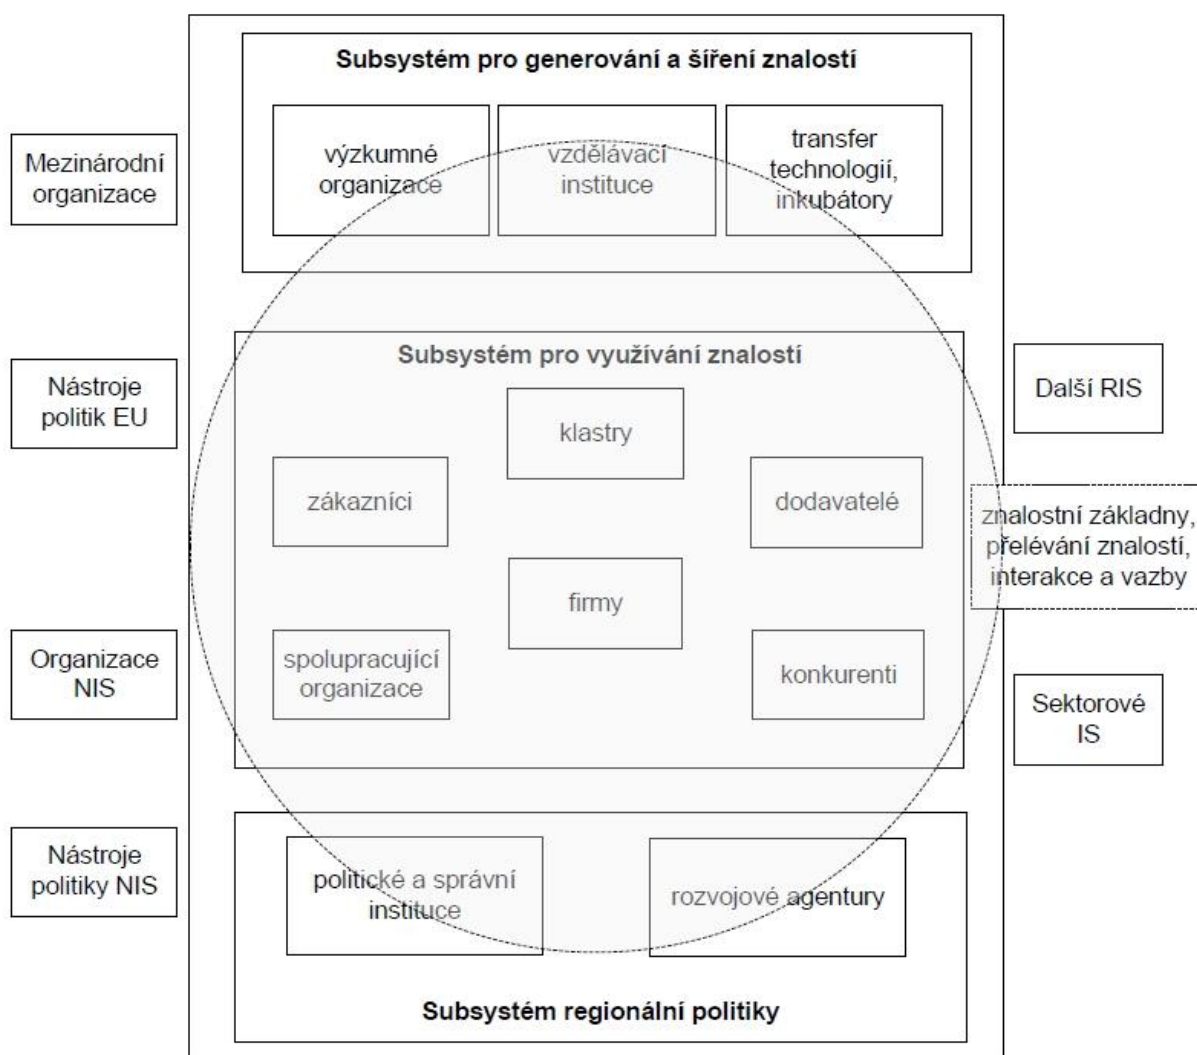 Subsystém pro generování a šíření znalostí
výzkumné
organizace
vzdělávací
instituce
transfer
technologií,
inkubátory
Mezinárodní
organizace
Subsystém pro využívání znalostí
Nástroje
politik EU
Další RIS
klastry
zákazníci
dodavatelé
znalostní základny,
přelévání znalostí,
interakce a vazby
firmy
Organizace
NIS
spolupracující
organizace
konkurenti
Sektorové
IS
Nástroje
politiky NIS
politické a správní
instituce
rozvojové agentury
Subsystém regionální politiky